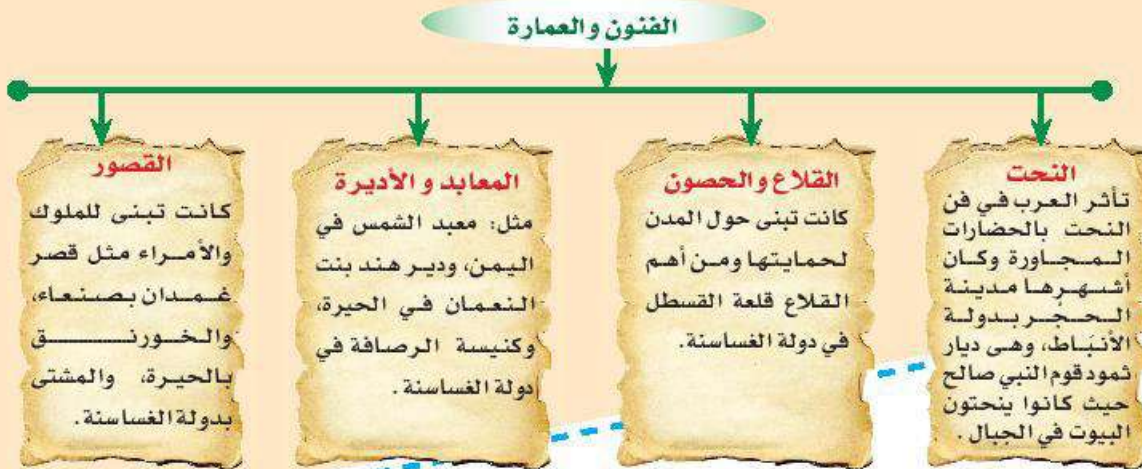 الفنون والعمارة
النحت
تأثر العرب في فن
النحت بالحضارات
المجاورة وكان
أشهرها مدينة
الحجر بدولة
الأنباط، وهى ديار
ثمود قوم النبي صالح
حيث كانوا ينحتون
البيوت في الجبال.
القلاع والحصون
كانت تبنى حول المدن
لحمايتها ومن أهم
القلاع قلعة القسطل
في دولة الغساسنة.
المعابد والأديرة
مثل: معبد الشمس في
اليمن، ودير هند بنت
النعمان في الحيرة،
وكنيسة الرصافة في
دولة الغساسنة.
القصور
كانت تبنى للملوك
والأمراء مثل قصر
غمدان بصنعاء،
والخورنق
بالحيرة، والمشتى
بدولة الغساسنة.